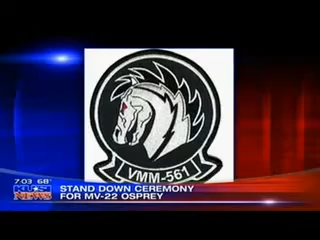 VMM-561
7:03 68°
KUSI
NEWS
STAND DOWN CEREMONY
FOR MV-22 OSPREY